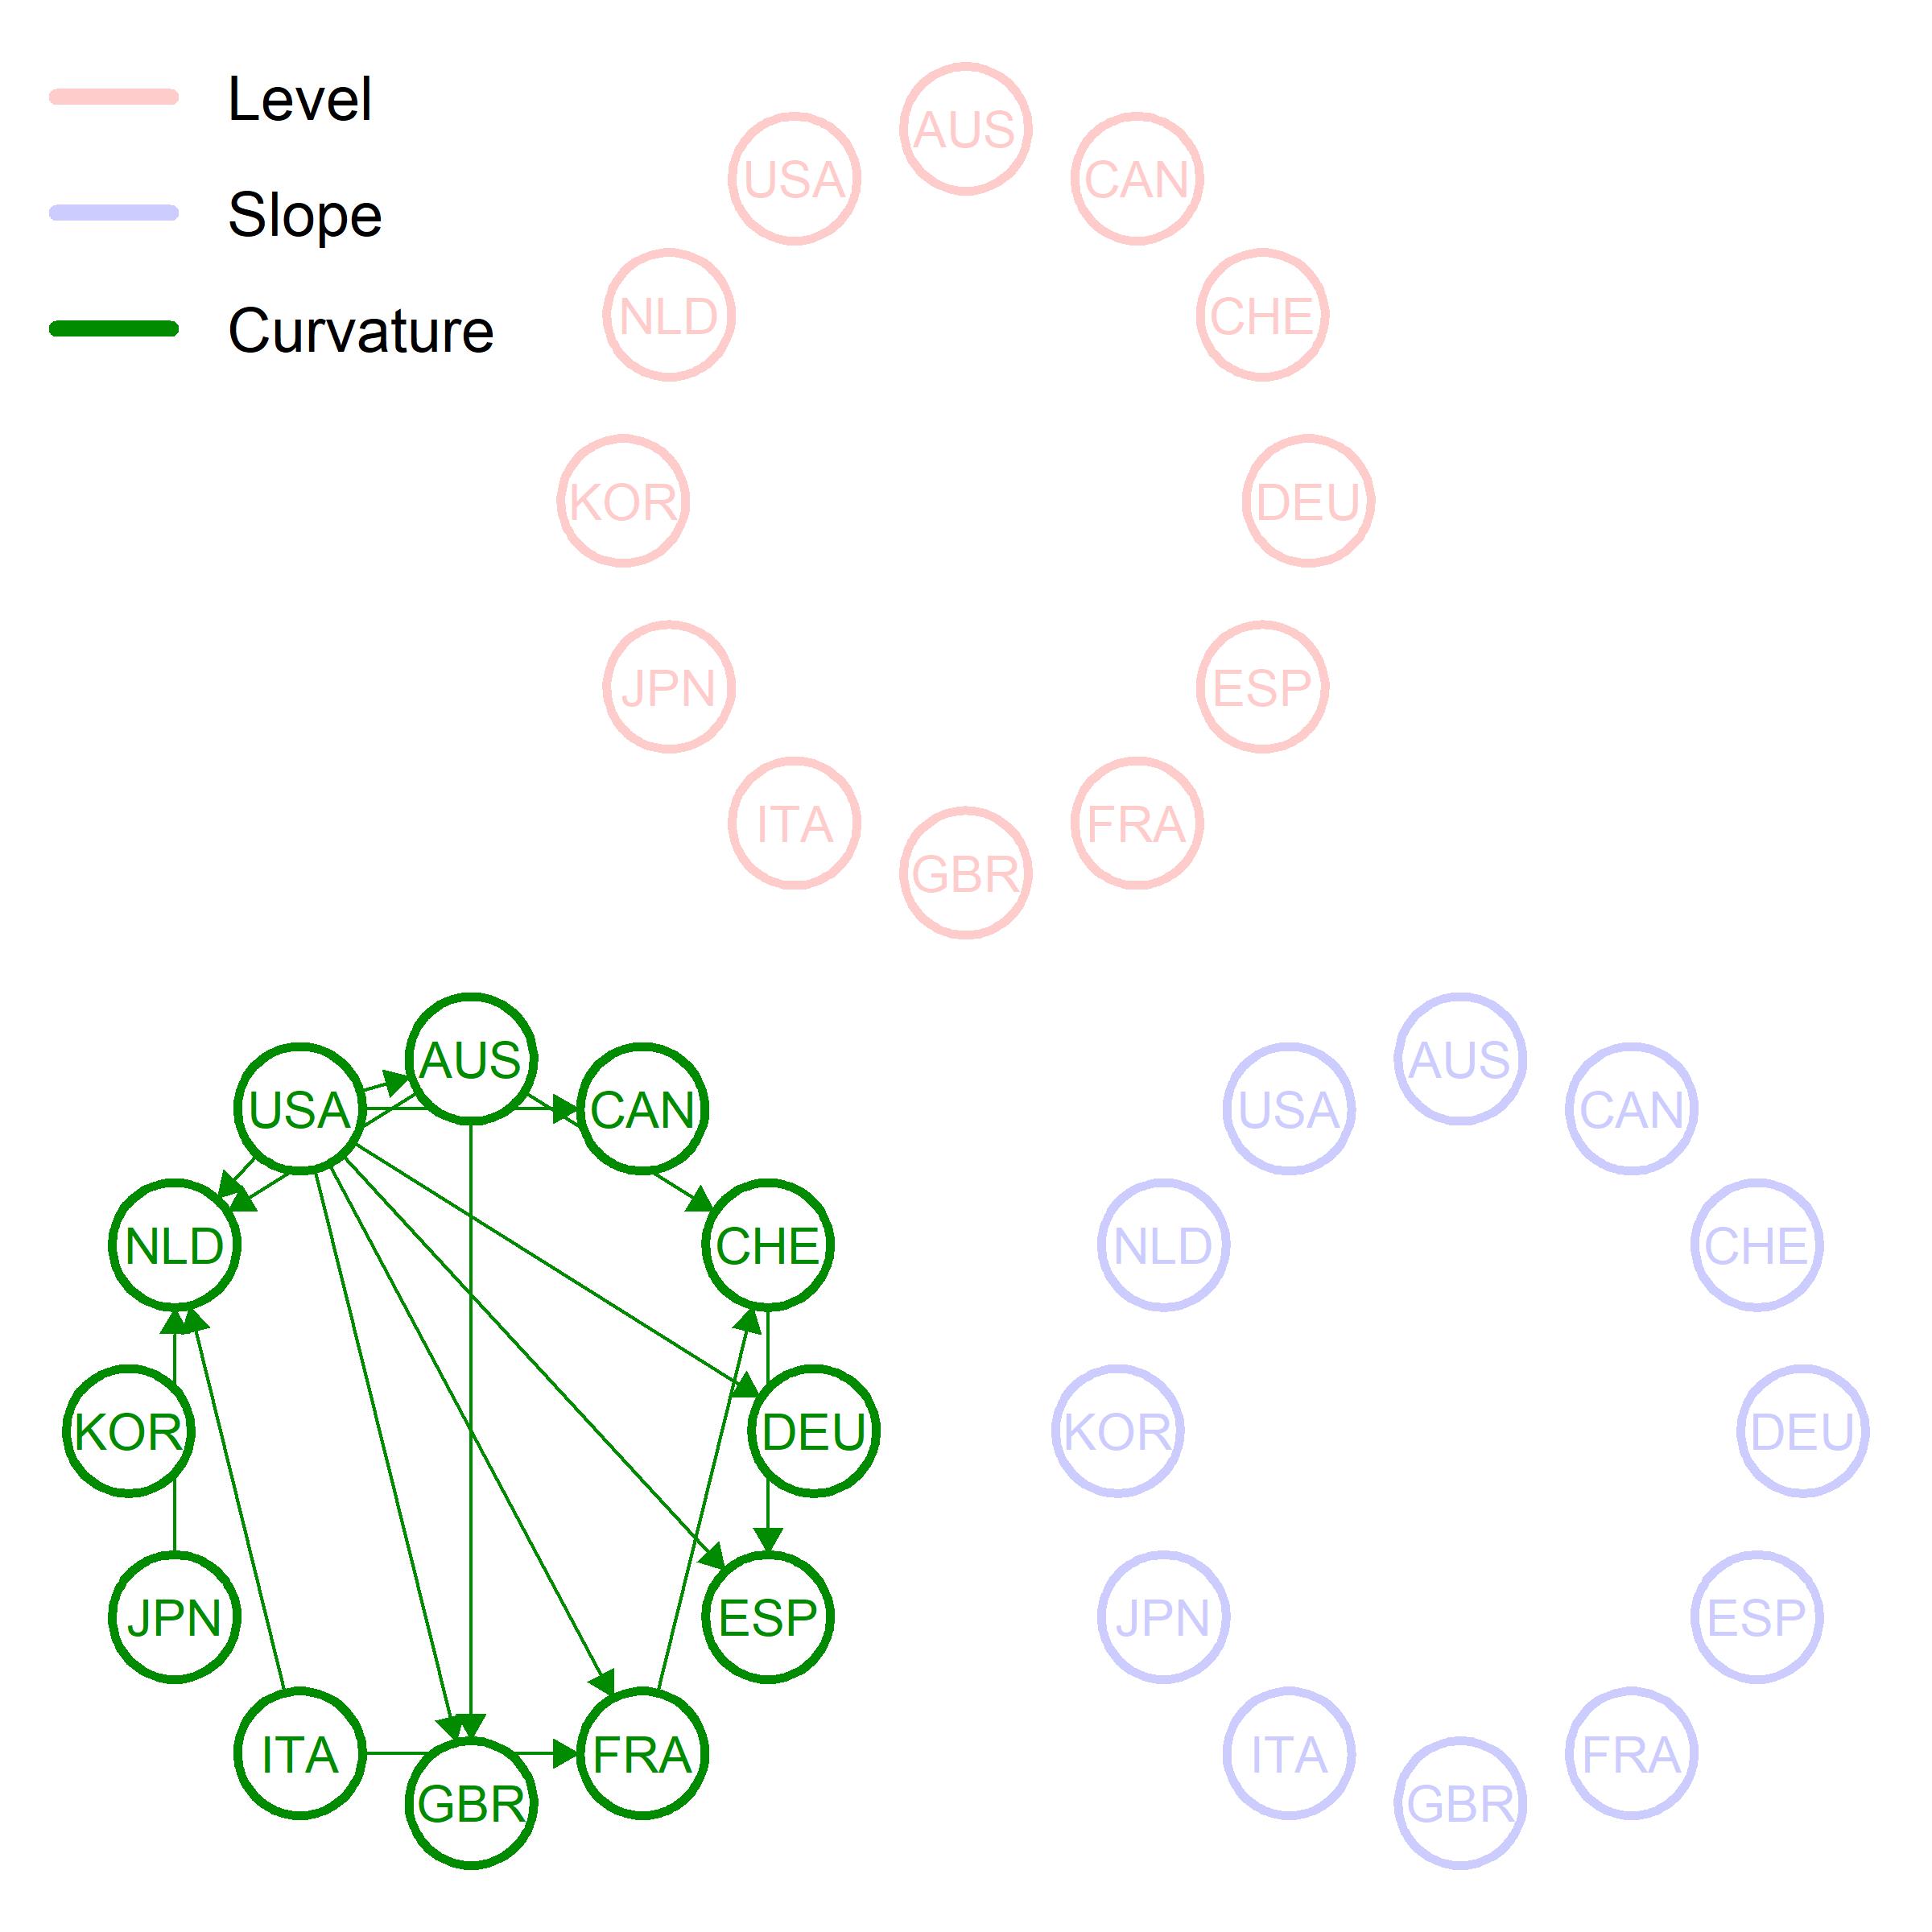 Level
Slope
Curvature
AUS
USA
CAN
NLD
CHE
KOR
DEU
JPN
ESP
ITA
FRA
GBR
AUS
USA
CAN
NLD
CHE
KOR
DEU
JPN
ESP
ITA
FRA
GBR
AUS
USA
CAN
NLD
CHE
KOR
DEU
JPN
ESP
ITA
FRA
GBR